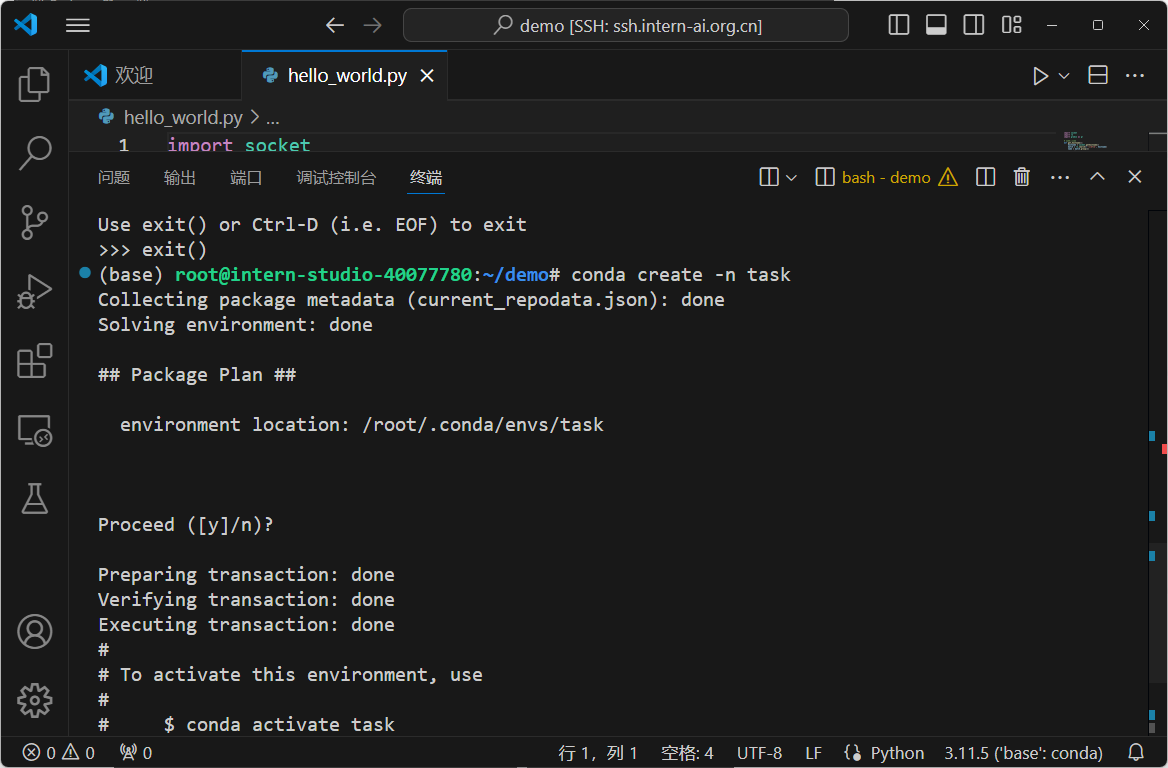 demo [SSH: ssh.intern-ai.org.cn]
欢迎
hello_world.py
hello_world.py > ...
1 import socket
问题 输出 端口 调试控制台 终端
bash - demo
Use exit() or Ctrl-D (i.e. EOF) to exit
>>> exit()
(base) root@intern-studio-40077780:~/demo# conda create -n task
Collecting package metadata (current_repodata.json): done
Solving environment: done
## Package Plan ##
environment location: /root/.conda/envs/task
Proceed ([y]/n)?
Preparing transaction: done
Verifying transaction: done
Executing transaction: done
#
# To activate this environment, use
#
#     $ conda activate task
0 0 0 行 1，列 1 空格: 4 UTF-8 LF Python 3.11.5 ('base': conda)